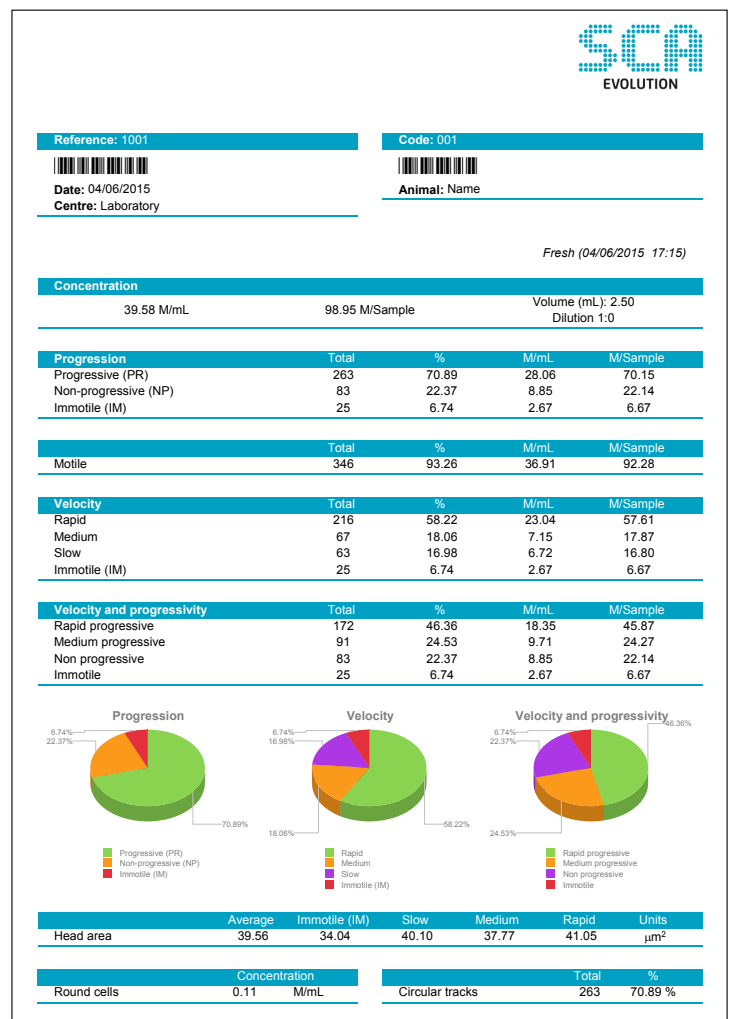 SCA
EVOLUTION
Reference: 1001
Code: 001
Date: 04/06/2015
Animal: Name
Centre: Laboratory
Fresh (04/06/2015 17:15)
Concentration
39.58 M/mL 98.95 M/Sample Volume (mL): 2.50
Dilution 1:0
Progression Total % M/mL M/Sample
Progressive (PR) 263 70.89 28.06 70.15
Non-progressive (NP) 83 22.37 8.85 22.14
Immotile (IM) 25 6.74 2.67 6.67
Total % M/mL M/Sample
Motile 346 93.26 36.91 92.28
Velocity Total % M/mL M/Sample
Rapid 216 58.22 23.04 57.61
Medium 67 18.06 7.15 17.87
Slow 63 16.98 6.72 16.80
Immotile (IM) 25 6.74 2.67 6.67
Velocity and progressivity Total % M/mL M/Sample
Rapid progressive 172 46.36 18.35 45.87
Medium progressive 91 24.53 9.71 24.27
Non progressive 83 22.37 8.85 22.14
Immotile 25 6.74 2.67 6.67
Progression
6.74%
22.37%
70.89%
Progressive (PR)
Non-progressive (NP)
Immotile (IM)
Velocity
6.74%
16.98%
18.06%
58.22%
Rapid
Medium
Slow
Immotile (IM)
Velocity and progressivity
46.36%
6.74%
22.37%
24.53%
Rapid progressive
Medium progressive
Non progressive
Immotile
Average Immotile (IM) Slow Medium Rapid Units
Head area 39.56 34.04 40.10 37.77 41.05 µm²
Concentration
Round cells 0.11 M/mL
Total %
Circular tracks 263 70.89 %